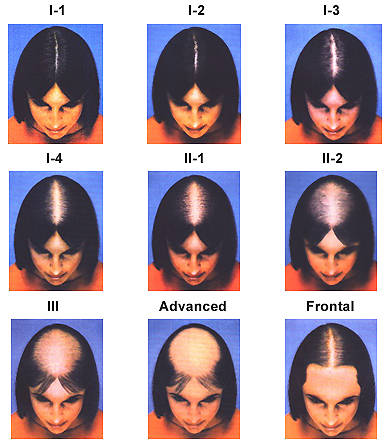 I-1
I-2
I-3
I-4
II-1
II-2
III
Advanced
Frontal